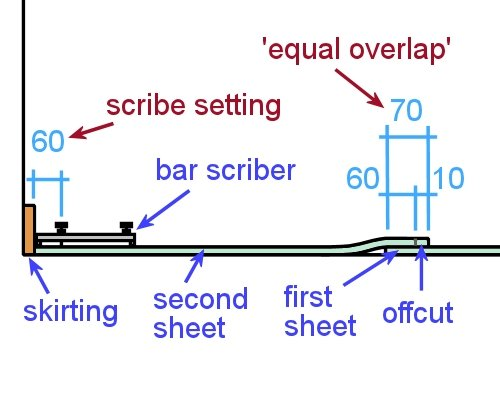 'equal overlap'
scribe setting
70
60
bar scriber
60
10
skirting
second
sheet
first
sheet
offcut